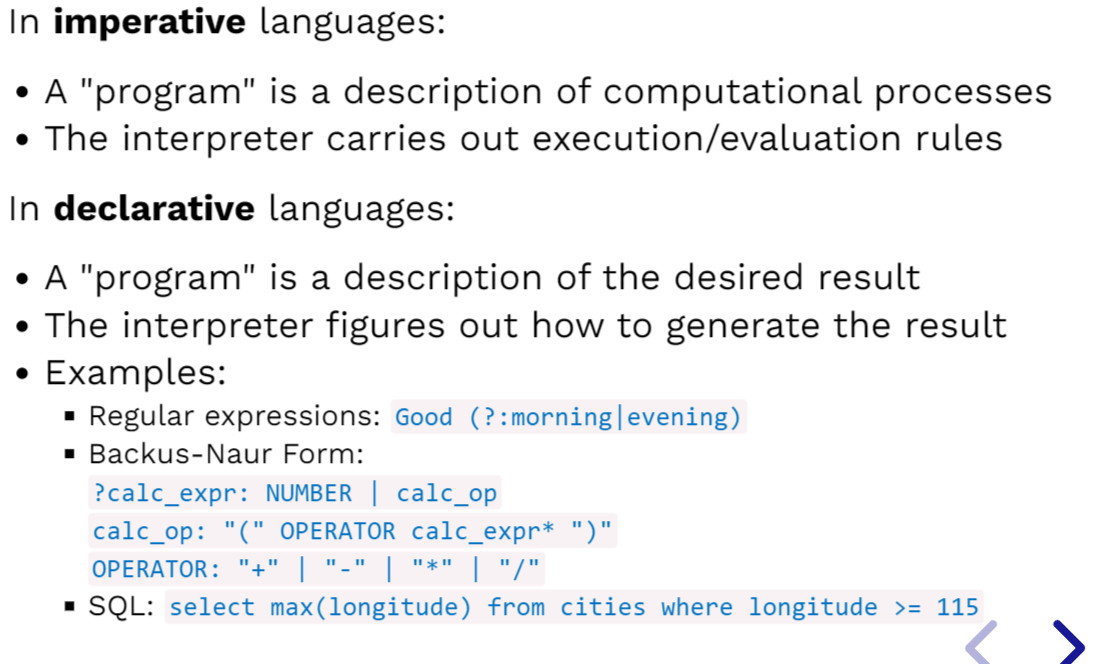 In imperative languages:
• A "program" is a description of computational processes
• The interpreter carries out execution/evaluation rules
In declarative languages:
• A "program" is a description of the desired result
• The interpreter figures out how to generate the result
• Examples:
▪ Regular expressions: Good (?:morning|evening)
▪ Backus-Naur Form:
?calc_expr: NUMBER | calc_op
calc_op: "(" OPERATOR calc_expr* ")"
OPERATOR: "+" | "-" | "*" | "/"
▪ SQL: select max(longitude) from cities where longitude >= 115